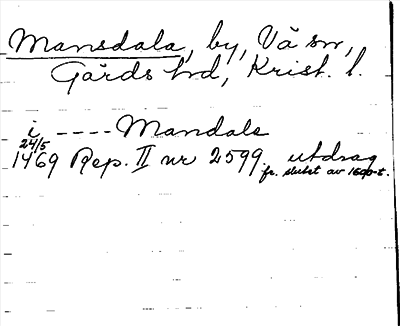 Mansdala, by, Vä sn,
Gärds hd, Krist. l.
i ---- Mandals
24/5
1469 Rep. II nr 2599 utdrag
fr. slutet av 1600-t.